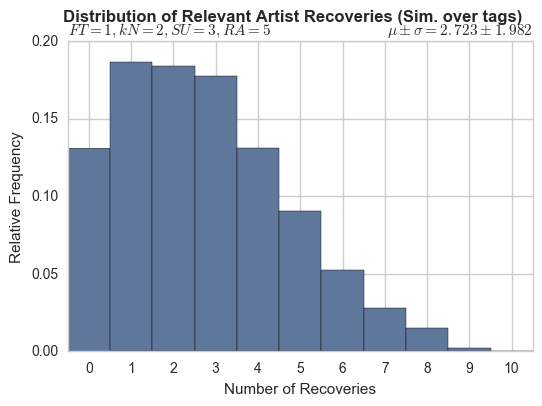 Distribution of Relevant Artist Recoveries (Sim. over tags)
FT = 1, kN = 2, SU = 3, RA = 5 μ ± σ = 2.723 ± 1.982
0.20
0.15
0.10
0.05
0.00
Relative Frequency
0 1 2 3 4 5 6 7 8 9 10
Number of Recoveries